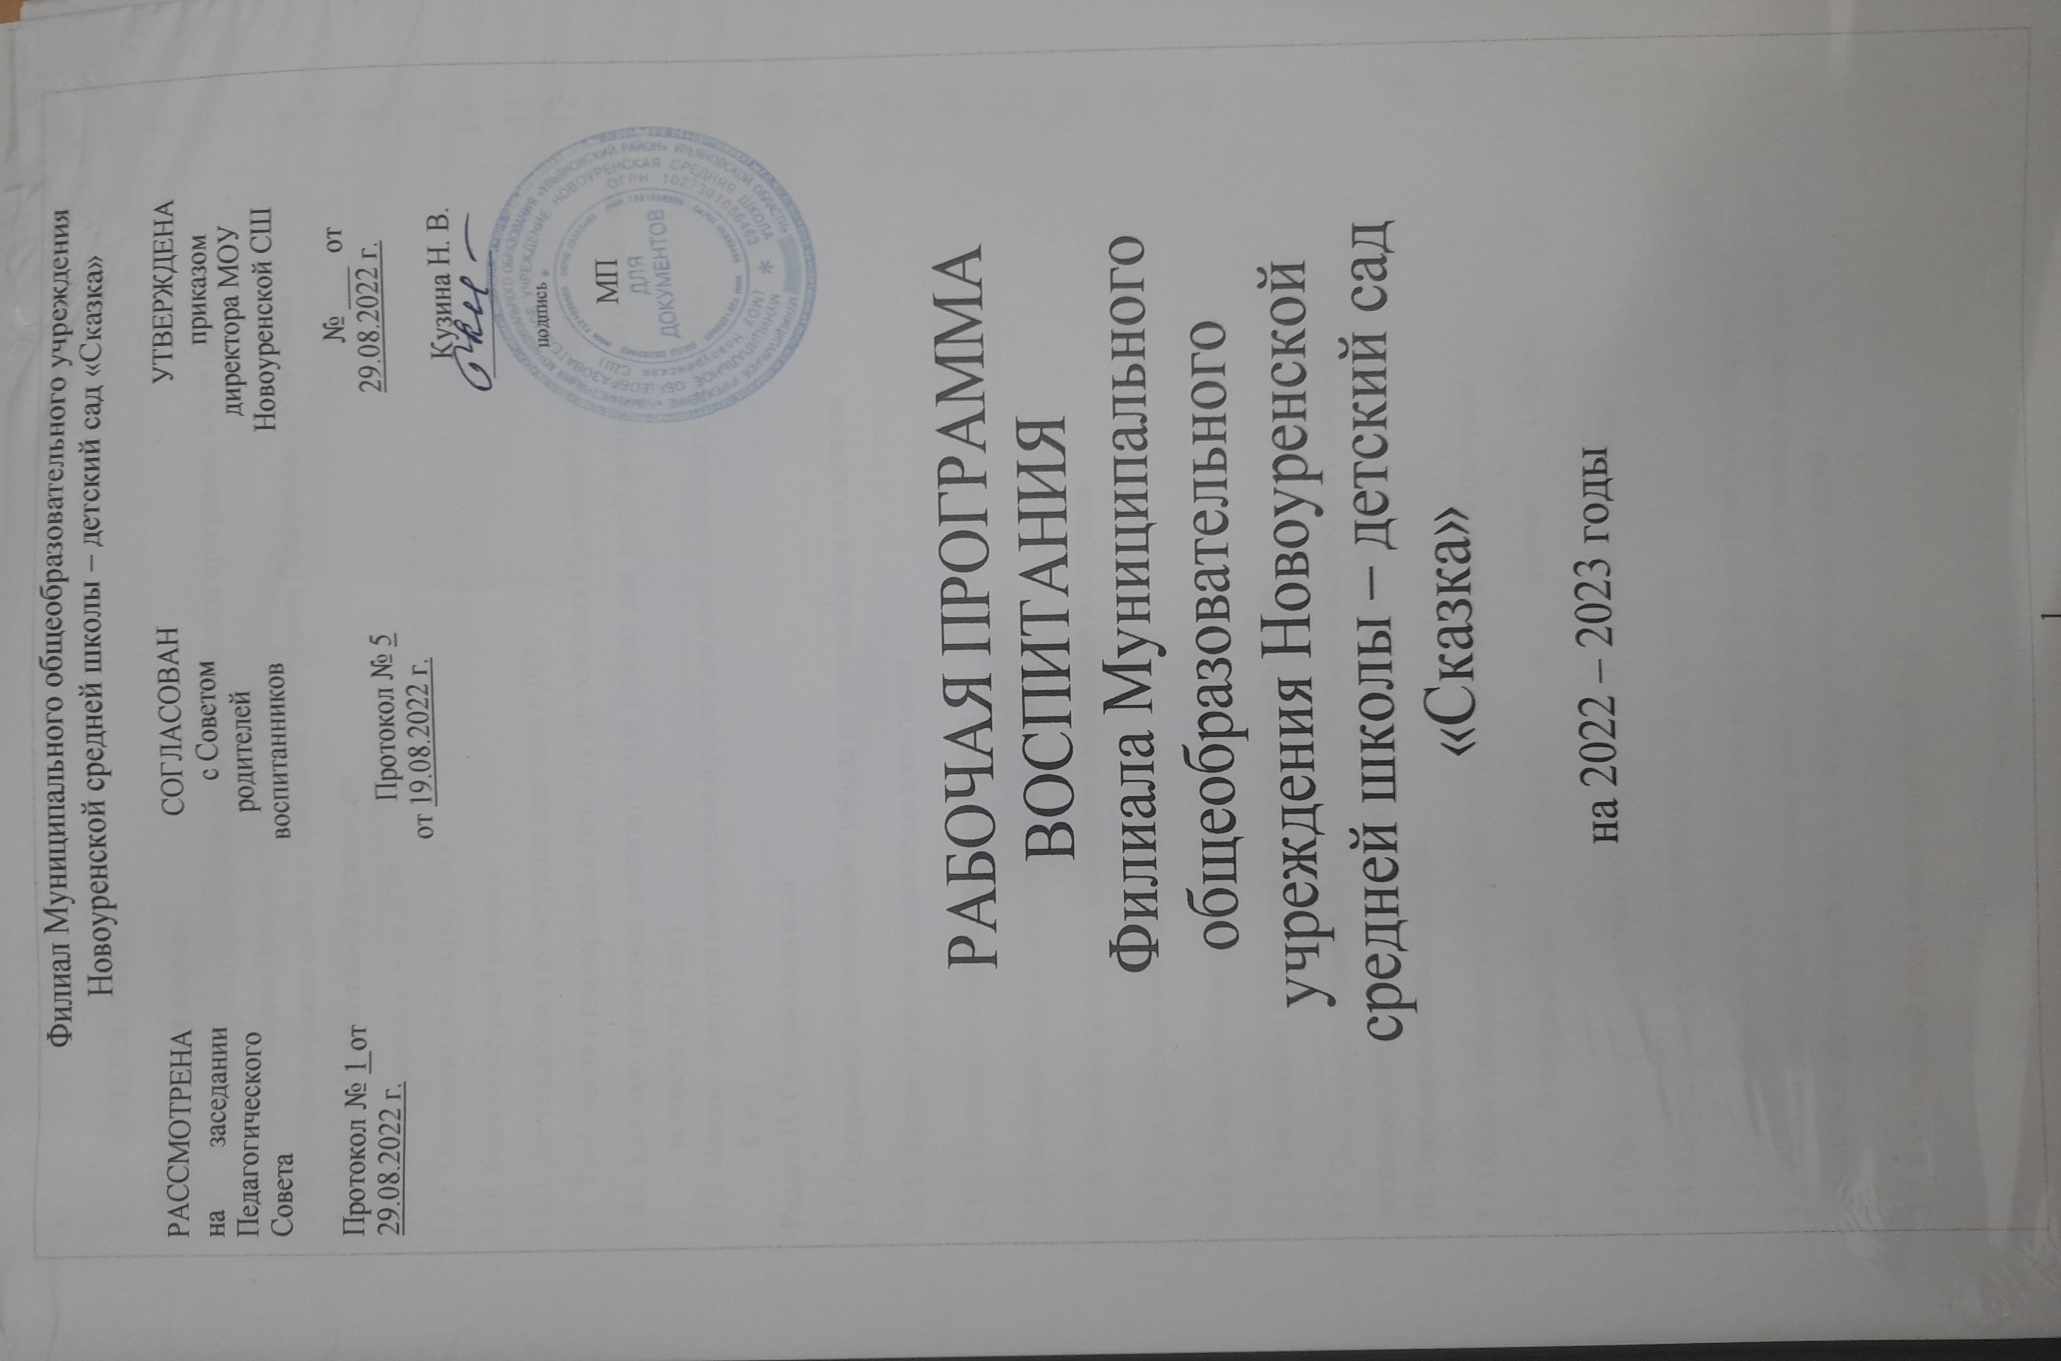 Филиал Муниципального общеобразовательного учреждения
Новоуренской средней школы – детский сад «Сказка»
РАССМОТРЕНА
на заседании
Педагогического
Совета
Протокол № 1 от
29.08.2022 г.
СОГЛАСОВАН
с Советом
родителей
воспитанников
Протокол № 5
от 19.08.2022 г.
УТВЕРЖДЕНА
приказом
директора МОУ
Новоуренской СШ
№___ от
29.08.2022 г.
Кузина Н. В.
подпись
МП
ДЛЯ
ДОКУМЕНТОВ
РАБОЧАЯ ПРОГРАММА
ВОСПИТАНИЯ
Филиала Муниципального
общеобразовательного
учреждения Новоуренской
средней школы – детский сад
«Сказка»
на 2022 – 2023 годы
1